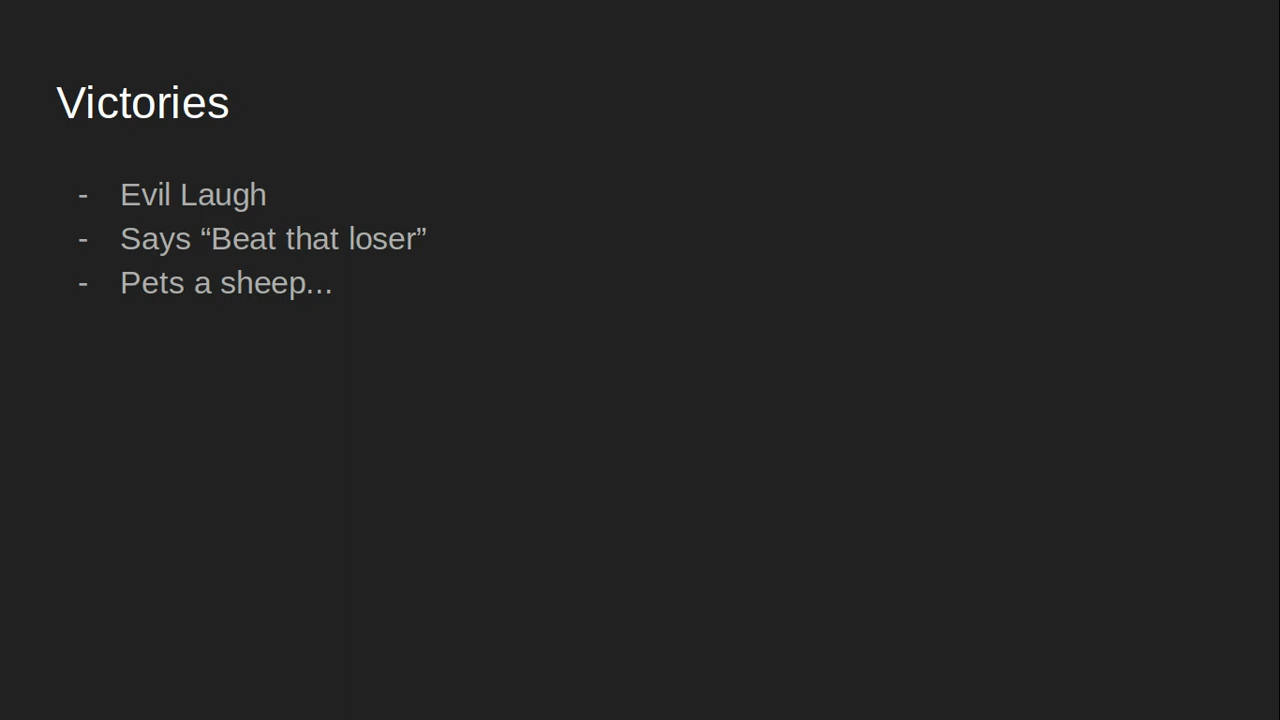 Victories
- Evil Laugh
- Says “Beat that loser”
- Pets a sheep...